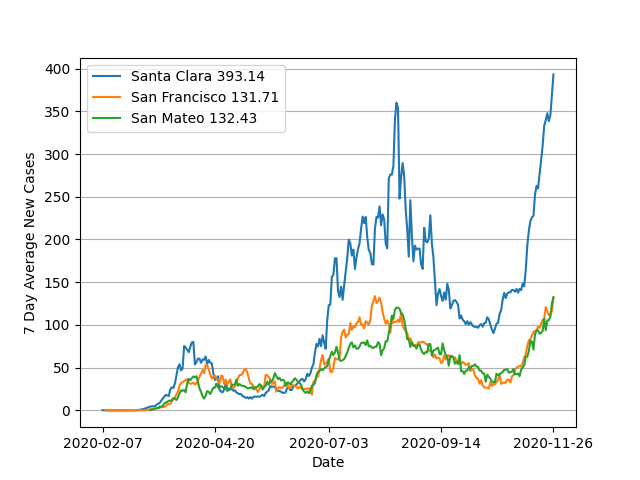 Santa Clara 393.14
San Francisco 131.71
San Mateo 132.43
7 Day Average New Cases
400
350
300
250
200
150
100
50
0
2020-02-07 2020-04-20 2020-07-03 2020-09-14 2020-11-26
Date